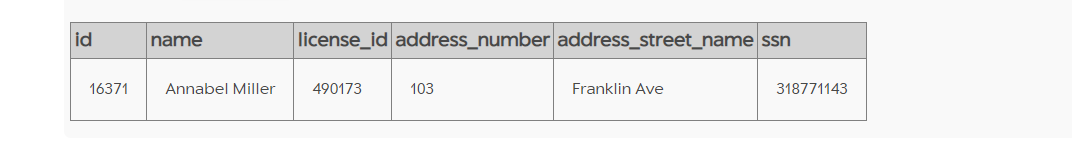 id name license_id address_number address_street_name ssn
16371 Annabel Miller 490173 103 Franklin Ave 318771143